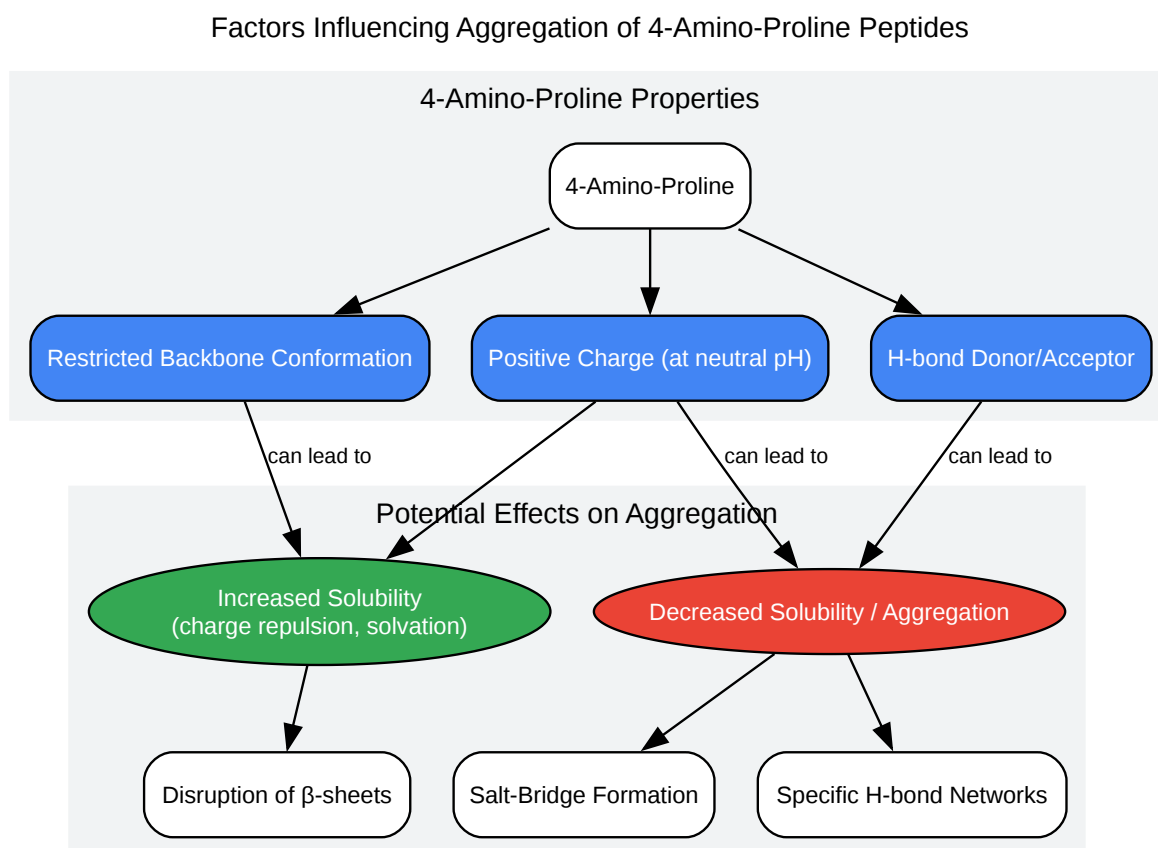 Factors Influencing Aggregation of 4-Amino-Proline Peptides
4-Amino-Proline Properties
4-Amino-Proline
Restricted Backbone Conformation
Positive Charge (at neutral pH)
H-bond Donor/Acceptor
can lead to
can lead to
can lead to
Potential Effects on Aggregation
Increased Solubility
(charge repulsion, solvation)
Decreased Solubility / Aggregation
Disruption of β-sheets
Salt-Bridge Formation
Specific H-bond Networks